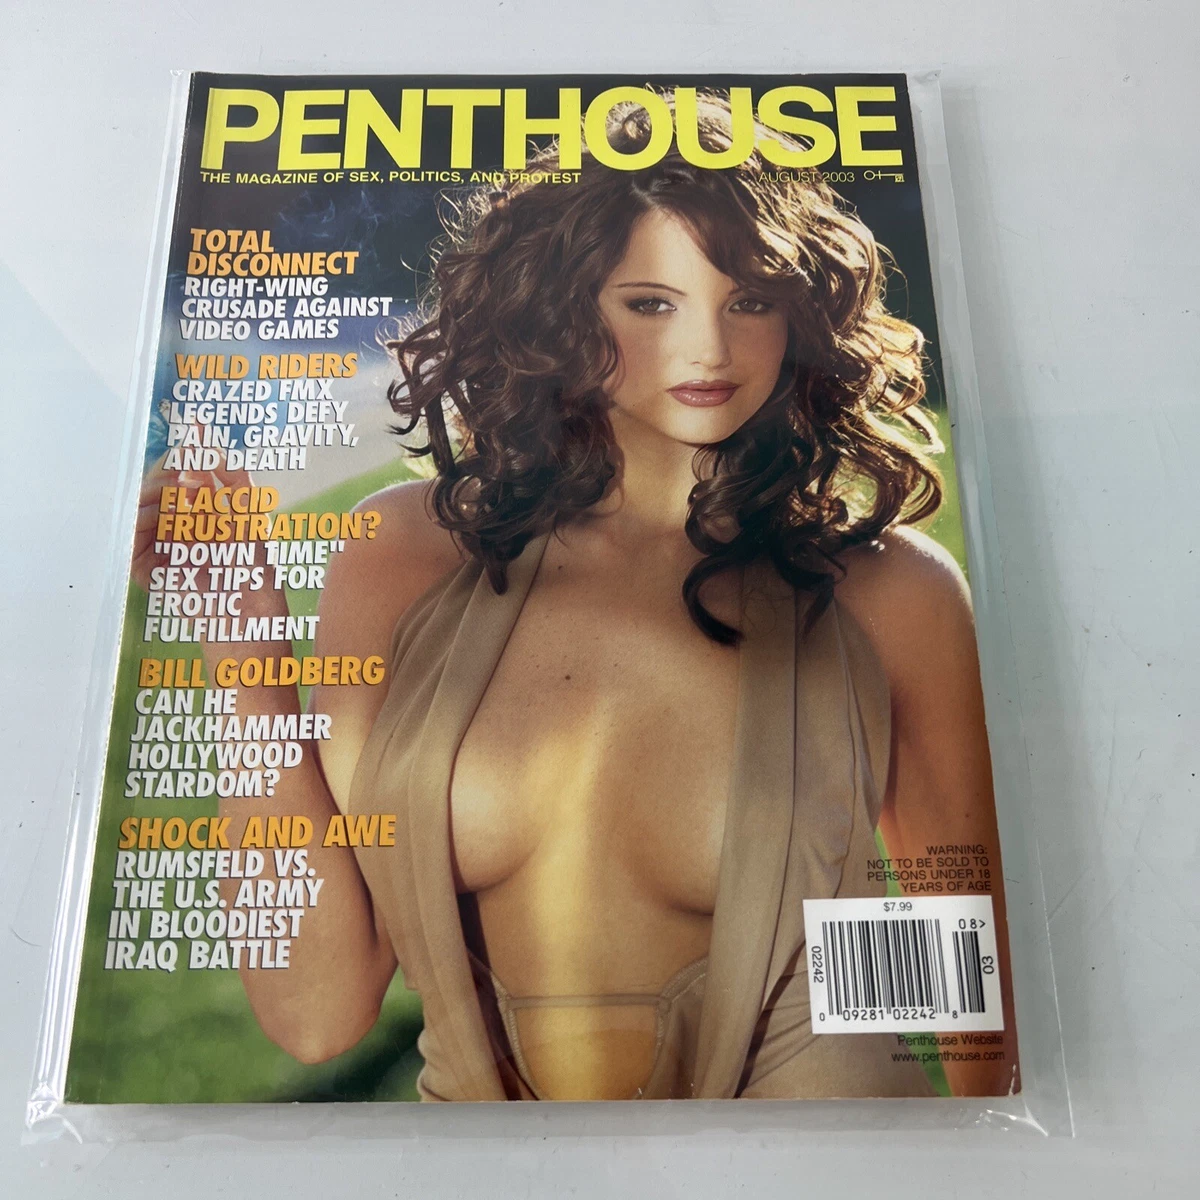 PENTHOUSE
THE MAGAZINE OF SEX, POLITICS, AND PROTEST
AUGUST 2003
TOTAL
DISCONNECT
RIGHT-WING
CRUSADE AGAINST
VIDEO GAMES
WILD RIDERS
CRAZED FMX
LEGENDS DEFY
PAIN, GRAVITY,
AND DEATH
FLACCID
FRUSTRATION?
"DOWN TIME"
SEX TIPS FOR
EROTIC
FULFILLMENT
BILL GOLDBERG
CAN HE
JACKHAMMER
HOLLYWOOD
STARDOM?
SHOCK AND AWE
RUMSFELD VS.
THE U.S. ARMY
IN BLOODIEST
IRAQ BATTLE
WARNING:
NOT TO BE SOLD TO
PERSONS UNDER 18
YEARS OF AGE
$7.99
08>
02242
03
0 09281 02242 8
Penthouse Website
www.penthouse.com